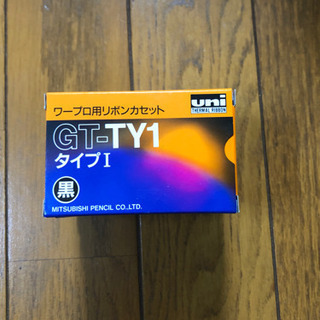 uni
THERMAL RIBBON
ワープロ用リボンカセット
GT-TY1
タイプI
黒
MITSUBISHI PENCIL CO.,LTD.